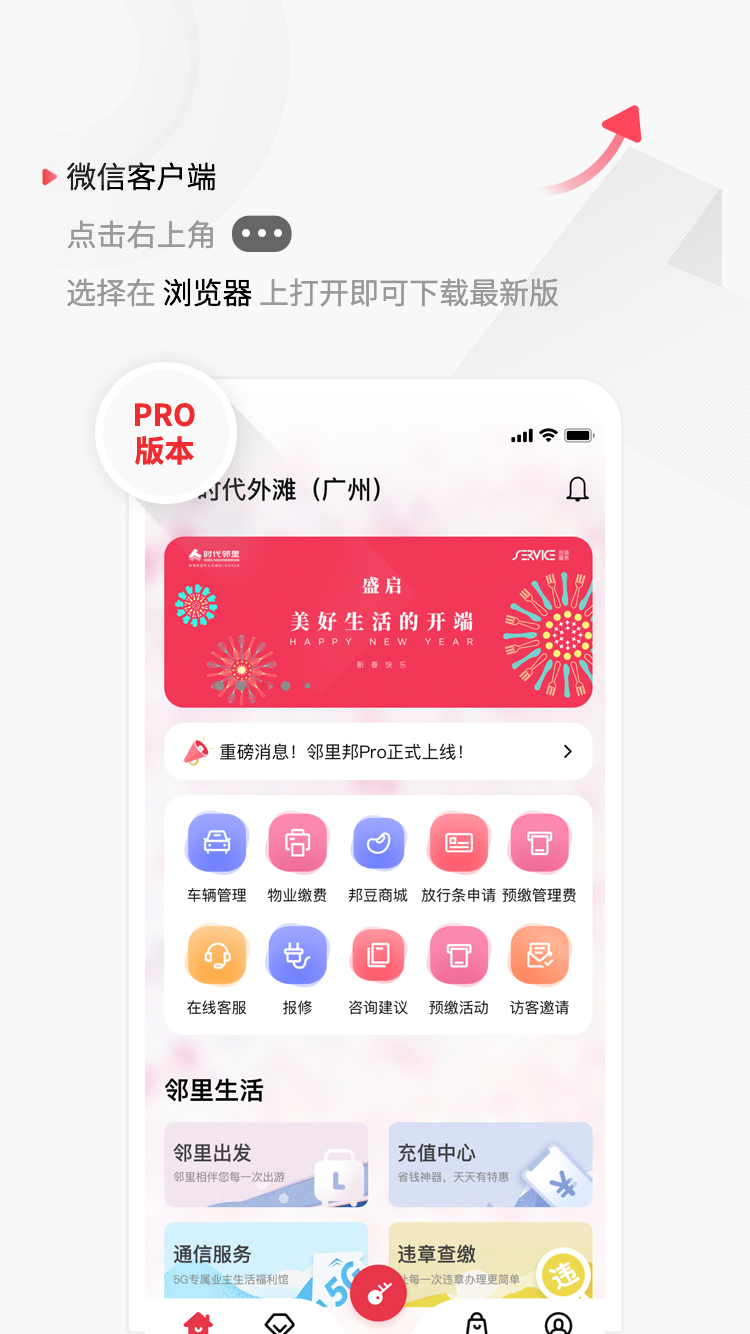 微信客户端
点击右上角
选择在 浏览器 上打开即可下载最新版
PRO
版本
时代外滩（广州）
时代邻里
SERVICE
盛启
美好生活的开端
HAPPY NEW YEAR
新春快乐
重磅消息！邻里邦Pro正式上线！
车辆管理 物业缴费 邦豆商城 放行条申请 预缴管理费
在线客服 报修 咨询建议 预缴活动 访客邀请
邻里生活
邻里出发 充值中心
邻里相伴您每一次出游 省钱神器，天天有特惠
L
通信服务 违章查缴
5G专属业主生活福利馆 让每一次违章办理更简单
5G 违